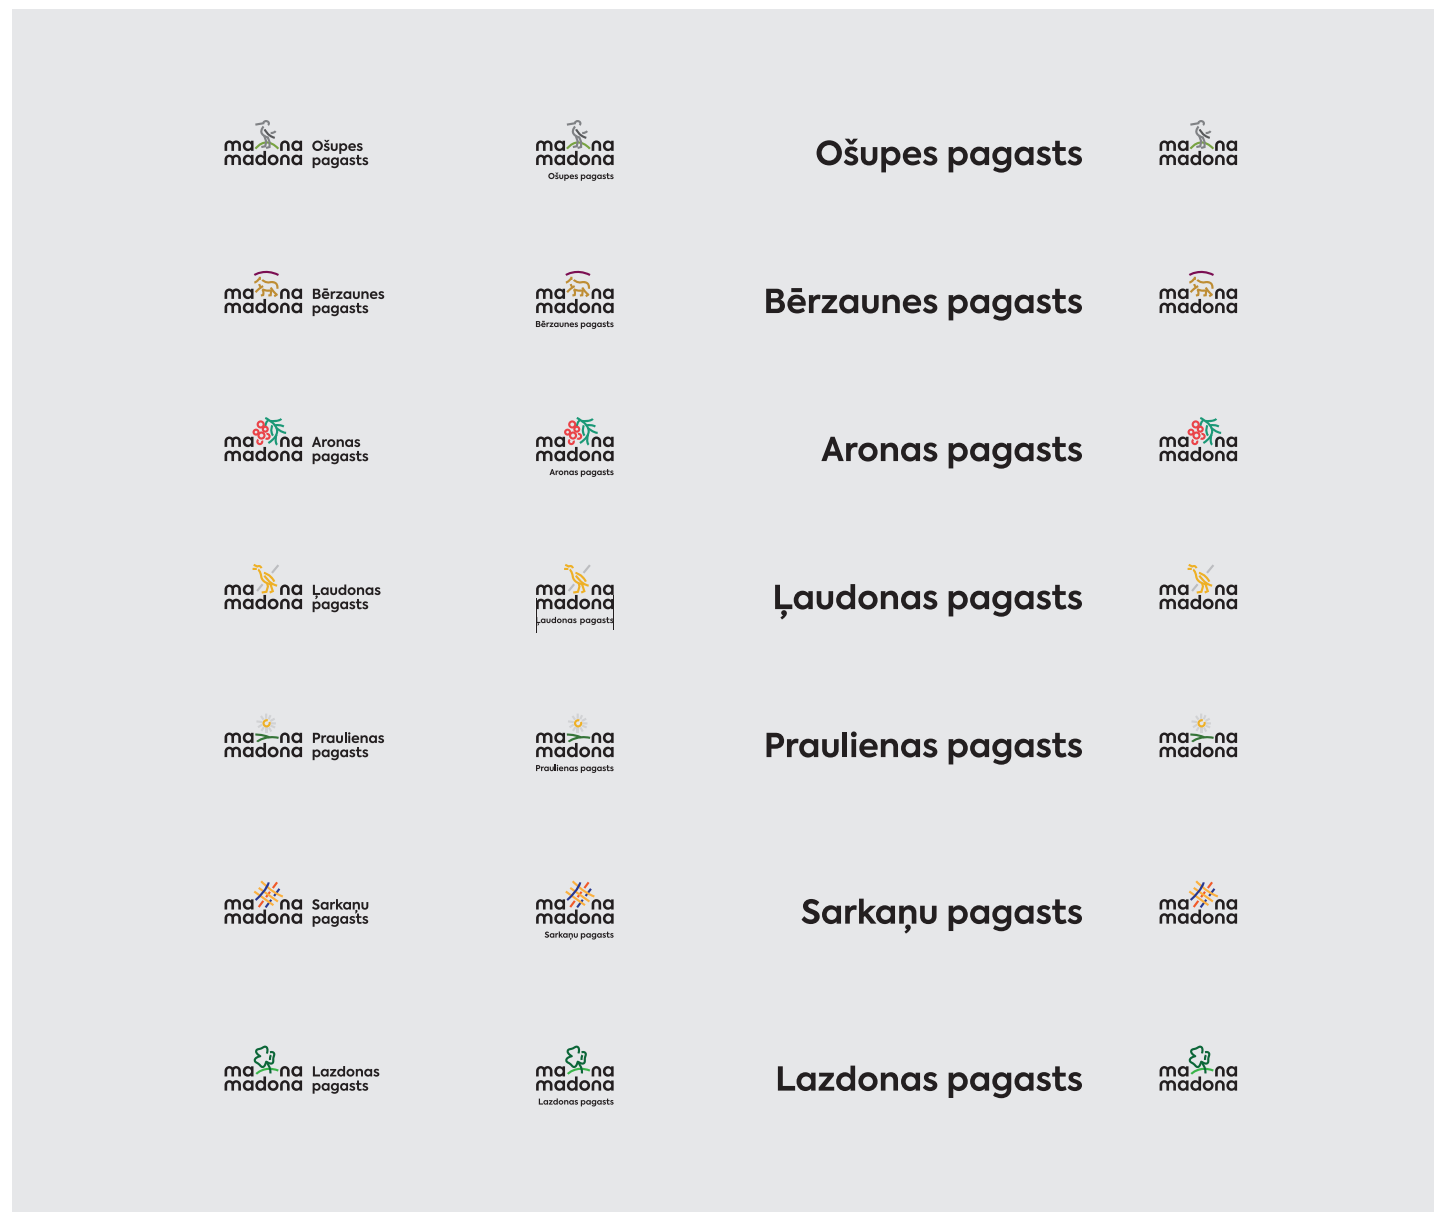 ma na
madona
Ošupes
pagasts
ma na
madona
Ošupes pagasts
Ošupes pagasts
ma na
madona
ma na
madona
Bērzaunes
pagasts
ma na
madona
Bērzaunes pagasts
Bērzaunes pagasts
ma na
madona
ma na
madona
Aronas
pagasts
ma na
madona
Aronas pagasts
Aronas pagasts
ma na
madona
ma na
madona
Ļaudonas
pagasts
ma na
madona
Ļaudonas pagasts
Ļaudonas pagasts
ma na
madona
ma na
madona
Praulienas
pagasts
ma na
madona
Praulienas pagasts
Praulienas pagasts
ma na
madona
ma na
madona
Sarkaņu
pagasts
ma na
madona
Sarkaņu pagasts
Sarkaņu pagasts
ma na
madona
ma na
madona
Lazdonas
pagasts
ma na
madona
Lazdonas pagasts
Lazdonas pagasts
ma na
madona